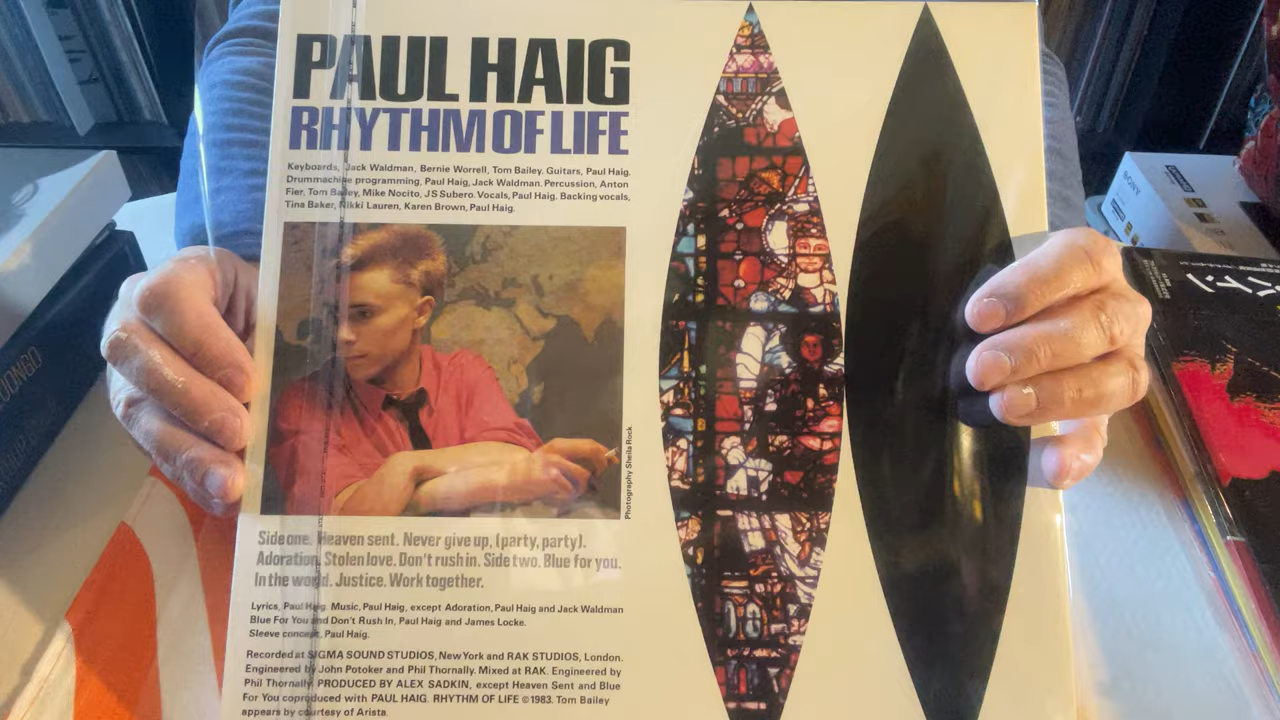 PAUL HAIG
RHYTHM OF LIFE
Keyboards, Jack Waldman, Bernie Worrell, Tom Bailey. Guitars, Paul Haig.
Drummachine programming, Paul Haig, Jack Waldman. Percussion, Anton
Fier, Tom Bailey, Mike Nocito, JS Subero. Vocals, Paul Haig. Backing vocals,
Tina Baker, Nikki Lauren, Karen Brown, Paul Haig.
Photography Sheila Rock.
Side one. Heaven sent. Never give up, (party, party).
Adoration. Stolen love. Don't rush in. Side two. Blue for you.
In the world. Justice. Work together.
Lyrics, Paul Haig. Music, Paul Haig, except Adoration, Paul Haig and Jack Waldman
Blue For You and Don't Rush In, Paul Haig and James Locke.
Sleeve concept, Paul Haig.
Recorded at SIGMA SOUND STUDIOS, New York and RAK STUDIOS, London.
Engineered by John Potoker and Phil Thornally. Mixed at RAK. Engineered by
Phil Thornally. PRODUCED BY ALEX SADKIN, except Heaven Sent and Blue
For You coproduced with PAUL HAIG. RHYTHM OF LIFE © 1983. Tom Bailey
appears by courtesy of Arista.
SONY